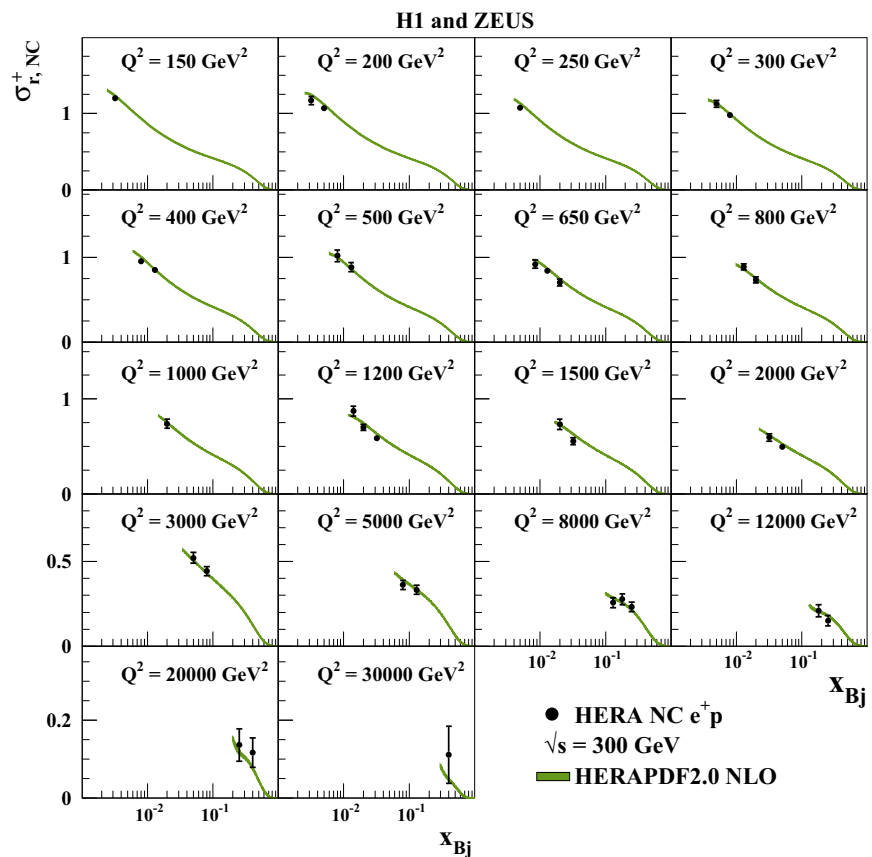 H1 and ZEUS
σ⁺r, NC
Q² = 150 GeV² Q² = 200 GeV² Q² = 250 GeV² Q² = 300 GeV²
1
0
Q² = 400 GeV² Q² = 500 GeV² Q² = 650 GeV² Q² = 800 GeV²
1
0
Q² = 1000 GeV² Q² = 1200 GeV² Q² = 1500 GeV² Q² = 2000 GeV²
1
0
Q² = 3000 GeV² Q² = 5000 GeV² Q² = 8000 GeV² Q² = 12000 GeV²
0.5
0
10⁻² 10⁻¹ 10⁻² 10⁻¹
xBj
Q² = 20000 GeV² Q² = 30000 GeV²
0.2
0
10⁻² 10⁻¹ 10⁻² 10⁻¹
xBj
HERA NC e⁺p
√s = 300 GeV
HERAPDF2.0 NLO